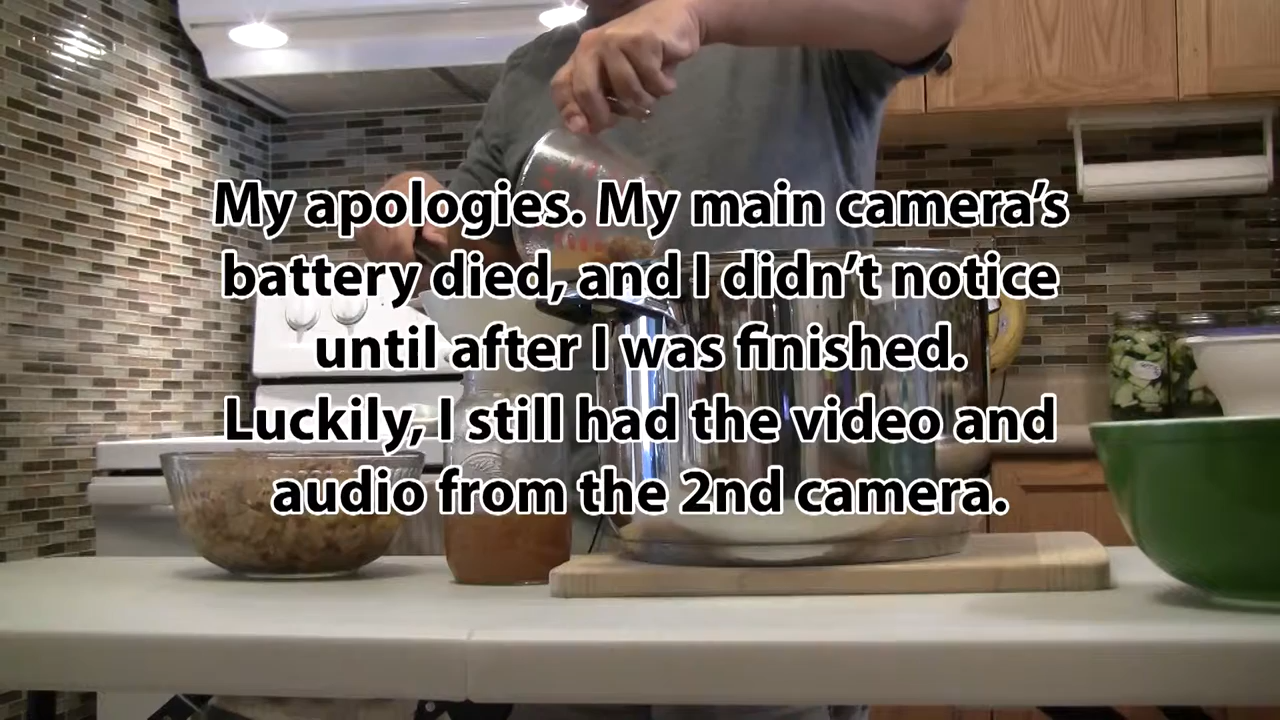 My apologies. My main camera’s
battery died, and I didn’t notice
until after I was finished.
Luckily, I still had the video and
audio from the 2nd camera.